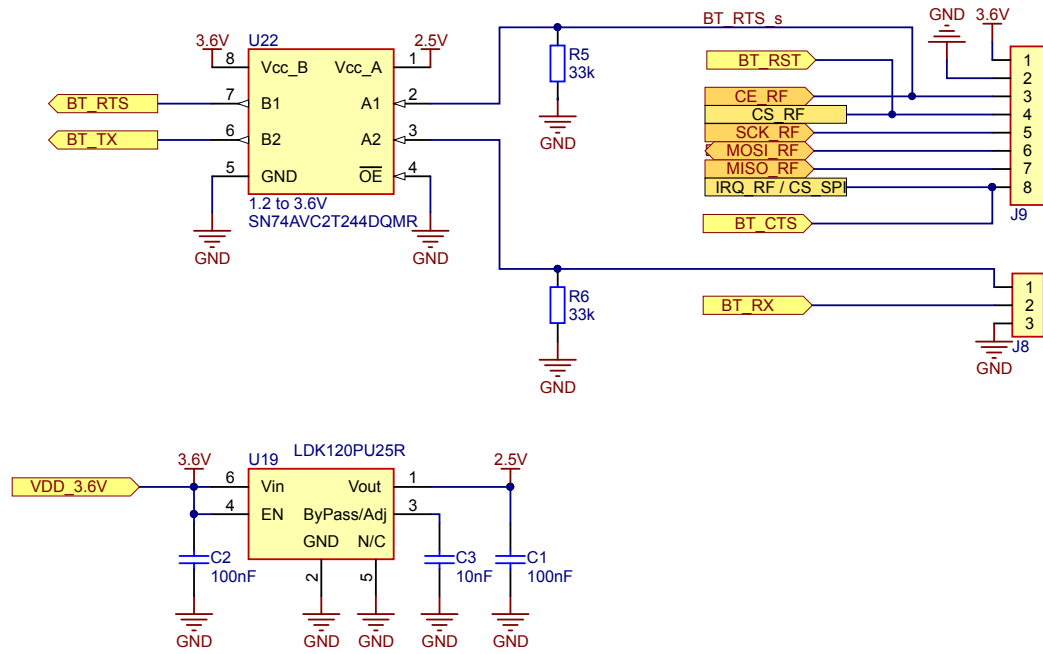 BT_RTS_s
GND
3.6V
3.6V
U22
2.5V
8
Vcc_B
Vcc_A
1
BT_RTS
7
B1
A1
2
BT_TX
6
B2
A2
3
5
GND
OE
4
1.2 to 3.6V
SN74AVC2T244DQMR
GND
GND
R5
33k
GND
BT_RST
CE_RF
CS_RF
SCK_RF
MOSI_RF
MISO_RF
IRQ_RF / CS_SPI
BT_CTS
1
2
3
4
5
6
7
8
J9
R6
33k
GND
BT_RX
1
2
3
J8
GND
3.6V
U19
LDK120PU25R
2.5V
VDD_3.6V
6
Vin
Vout
1
4
EN
ByPass/Adj
3
GND
N/C
C2
100nF
2
5
C3
10nF
C1
100nF
GND
GND
GND
GND
GND